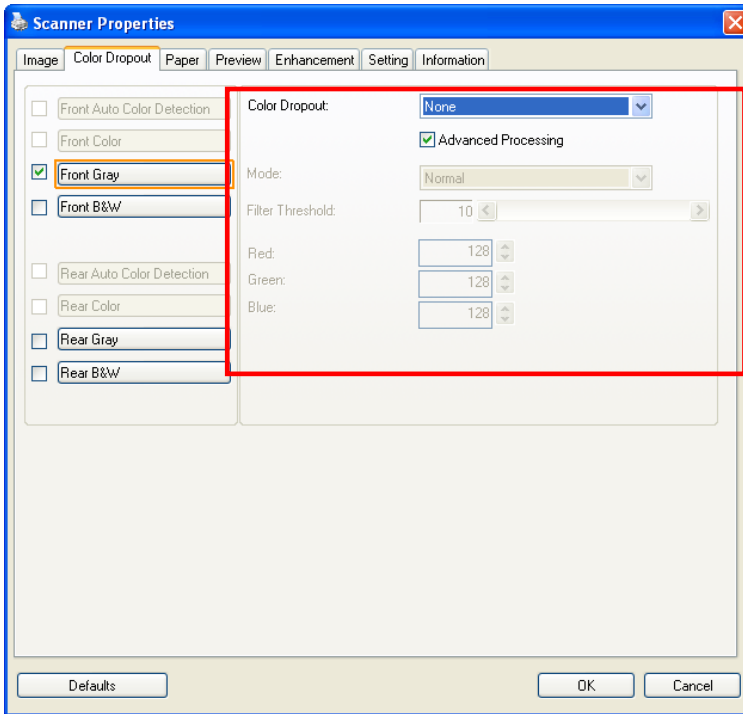 Scanner Properties
Image Color Dropout Paper Preview Enhancement Setting Information
Front Auto Color Detection
Front Color
Front Gray
Front B&W
Rear Auto Color Detection
Rear Color
Rear Gray
Rear B&W
Color Dropout: None
Advanced Processing
Mode: Normal
Filter Threshold: 10
Red: 128
Green: 128
Blue: 128
Defaults OK Cancel